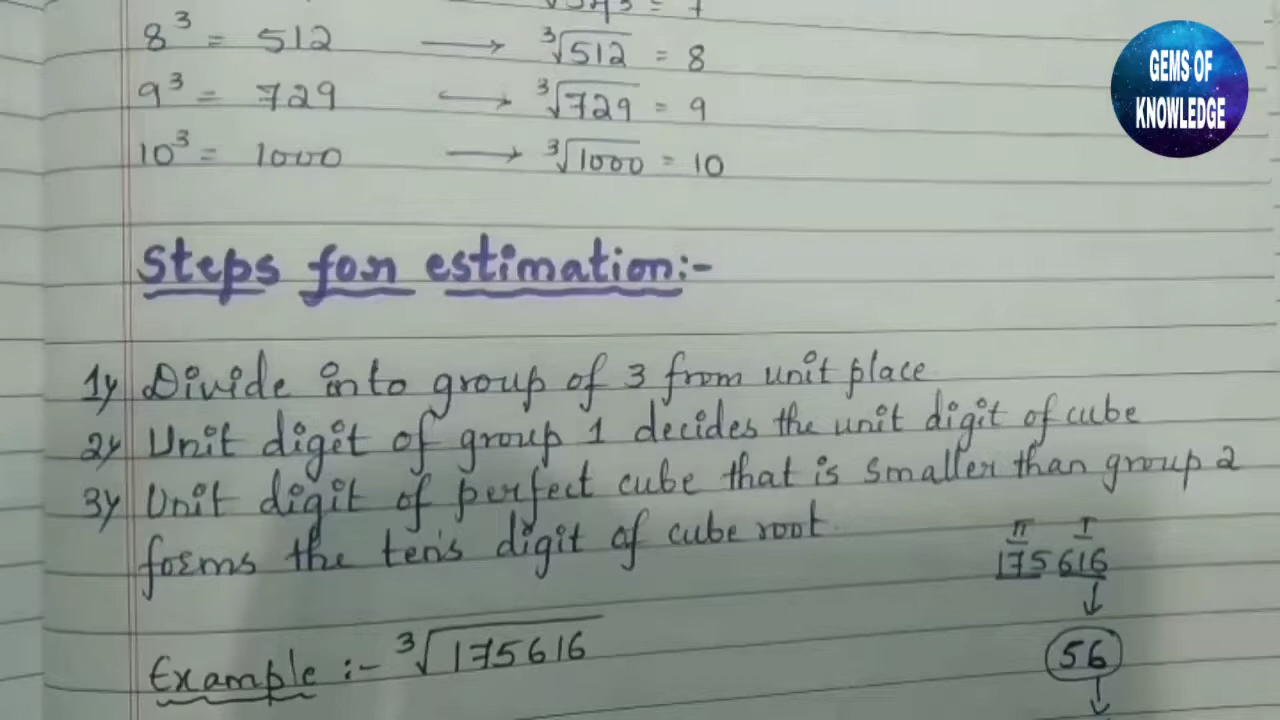 8³ = 512 → ³√512 = 8
9³ = 729 → ³√729 = 9
10³ = 1000 → ³√1000 = 10
GEMS OF
KNOWLEDGE
Steps for estimation:-
1) Divide into group of 3 from unit place
2) Unit digit of group 1 decides the unit digit of cube
3) Unit digit of perfect cube that is smaller than group 2
forms the ten's digit of cube root.
II I
175 616
↓
56
↓
Example :- ³√175616